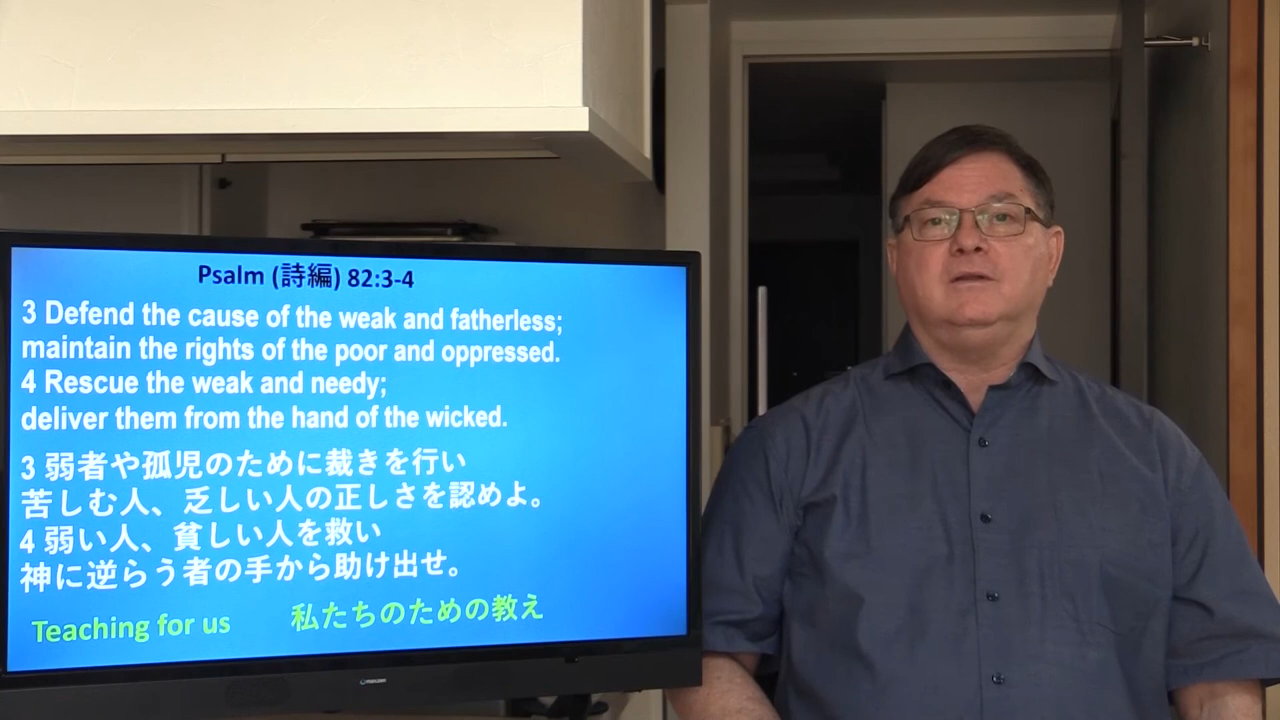 Psalm (詩編) 82:3-4
3 Defend the cause of the weak and fatherless;
maintain the rights of the poor and oppressed.
4 Rescue the weak and needy;
deliver them from the hand of the wicked.
3 弱者や孤児のために裁きを行い
苦しむ人、乏しい人の正しさを認めよ。
4 弱い人、貧しい人を救い
神に逆らう者の手から助け出せ。
Teaching for us 私たちのための教え